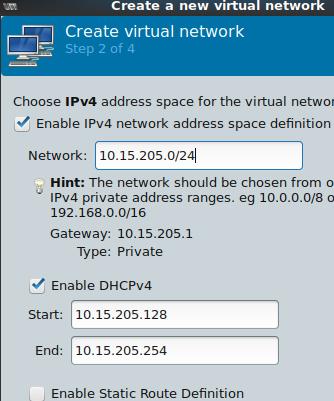 Create a new virtual network
Create virtual network
Step 2 of 4
Choose IPv4 address space for the virtual
Enable IPv4 network address space definition
Network: 10.15.205.0/24
Hint: The network should be chosen from
IPv4 private address ranges. eg 10.0.0.0/8
192.168.0.0/16
Gateway: 10.15.205.1
Type: Private
Enable DHCPv4
Start: 10.15.205.128
End: 10.15.205.254
Enable Static Route Definition